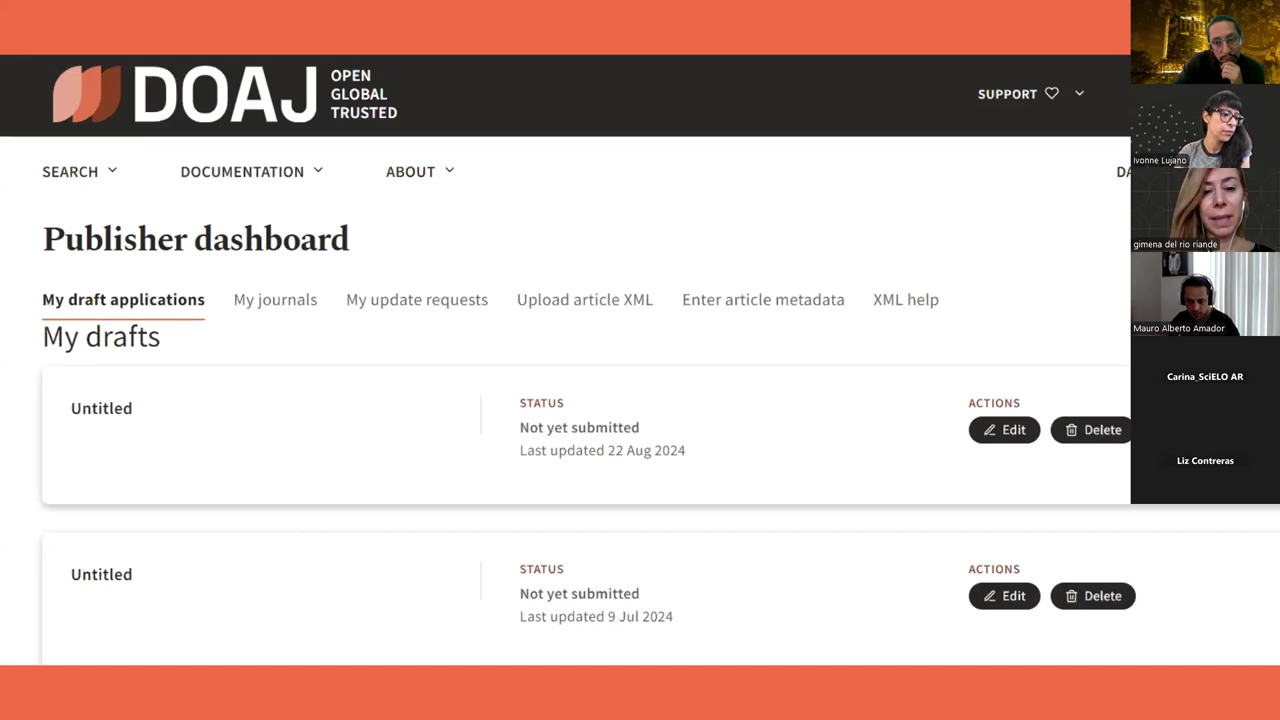 DOAJ
OPEN
GLOBAL
TRUSTED
SUPPORT
SEARCH
DOCUMENTATION
ABOUT
DA
Publisher dashboard
My draft applications
My journals
My update requests
Upload article XML
Enter article metadata
XML help
My drafts
Untitled
STATUS
Not yet submitted
Last updated 22 Aug 2024
ACTIONS
Edit
Delete
Untitled
STATUS
Not yet submitted
Last updated 9 Jul 2024
ACTIONS
Edit
Delete
Ivonne Lujano
gimena del rio riande
Mauro Alberto Amador
Carina_SciELO AR
Liz Contreras